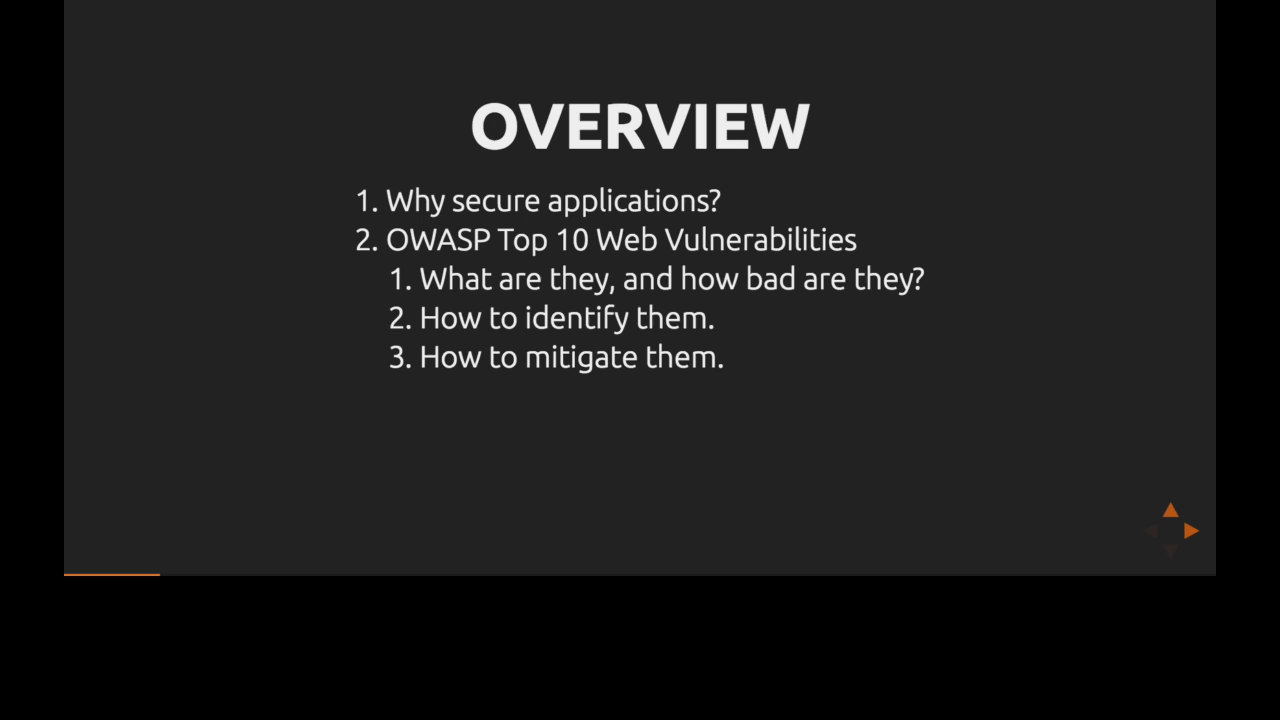 OVERVIEW
1. Why secure applications?
2. OWASP Top 10 Web Vulnerabilities
1. What are they, and how bad are they?
2. How to identify them.
3. How to mitigate them.